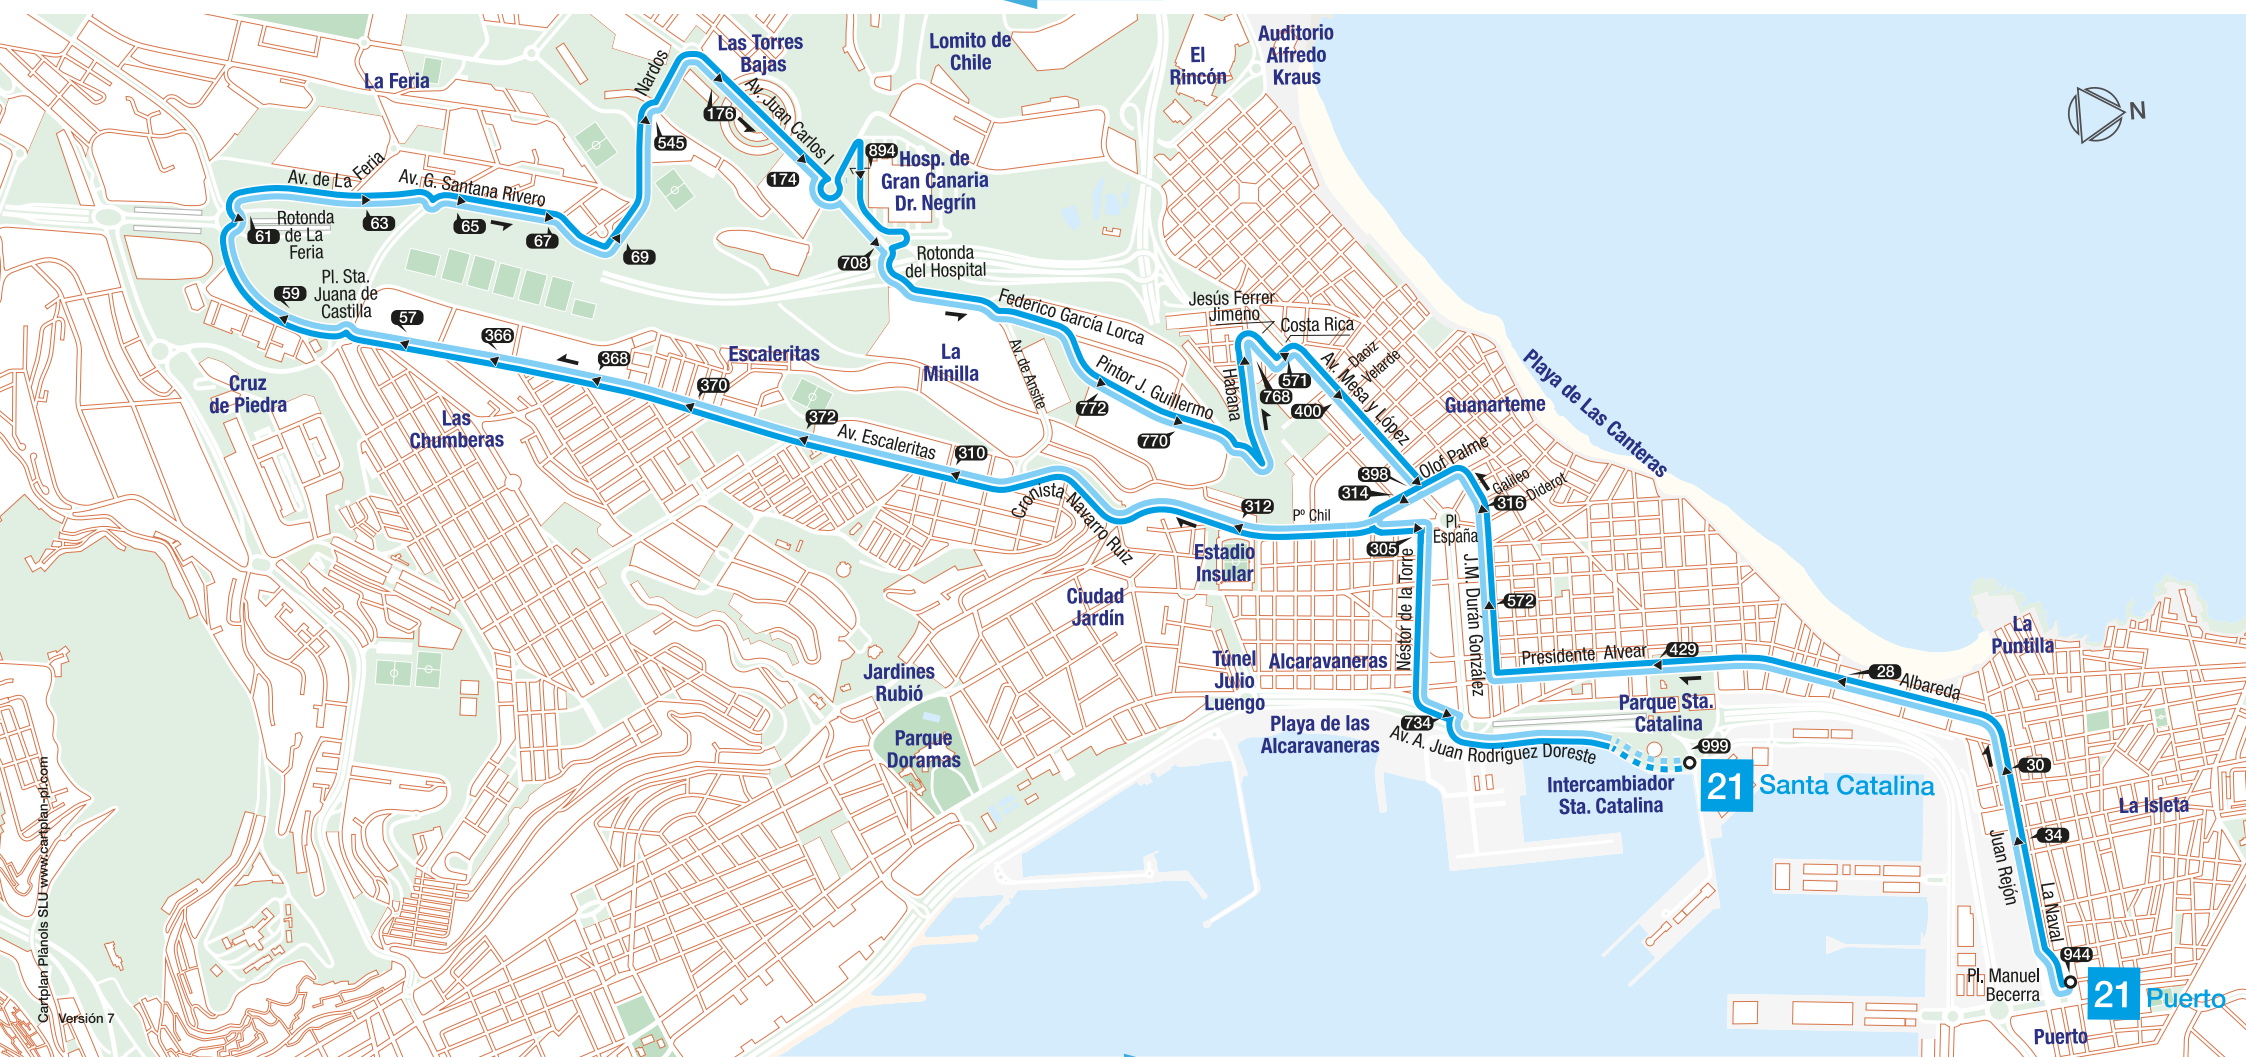 Auditorio
Alfredo
Kraus
Las Torres
Bajas
Lomito de
Chile
El
Rincón
La Feria
Nardos
Av. Juan Carlos I
176
545
174
894
Hosp. de
Gran Canaria
Dr. Negrín
N
Av. de La Feria
Av. G. Santana Rivero
61
Rotonda
de La
Feria
63
65
67
69
708
Rotonda
del Hospital
Pl. Sta.
Juana de
Castilla
59
57
366
368
370
372
310
Escaleritas
La
Minilla
Federico García Lorca
Av. de Ansite
Pintor J. Guillermo
772
770
Jesús Ferrer
Jimeno
Costa Rica
Habana
768
571
400
Av. Mesa y López
Daoiz
Velarde
Guanarteme
Playa de Las Canteras
Cruz
de Piedra
Las
Chumberas
Av. Escaleritas
Cronista Navarro Ruiz
312
Pº Chil
398
314
Olof Palme
Galileo
Diderot
316
Pl.
España
305
Estadio
Insular
Ciudad
Jardín
Néstor de la Torre
J.M. Durán González
572
Presidente Alvear
429
28
Albareda
La
Puntilla
Túnel
Julio
Luengo
Alcaravaneras
Jardines
Rubió
Parque
Doramas
Playa de las
Alcaravaneras
734
Av. A. Juan Rodríguez Doreste
Parque Sta.
Catalina
999
Intercambiador
Sta. Catalina
21 Santa Catalina
30
34
La Isleta
Juan Rejón
La Naval
944
Pl. Manuel
Becerra
21 Puerto
Puerto
Cartplan Plànols SLU www.cartplan-pl.com
Versión 7